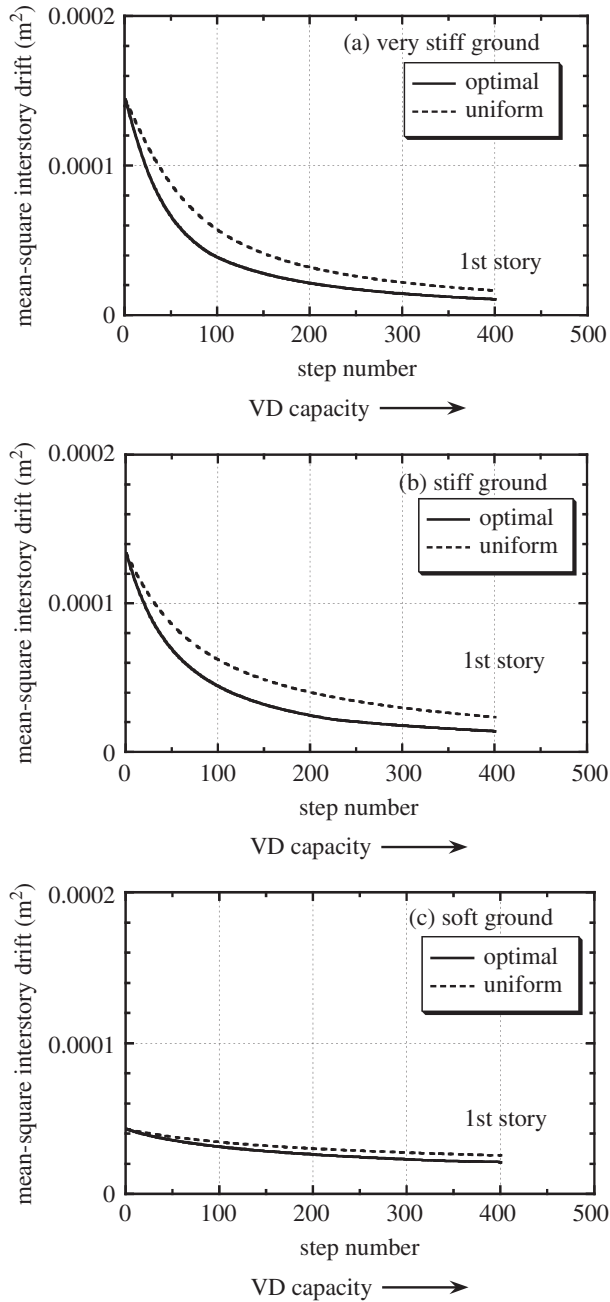 (a) very stiff ground
optimal
uniform
1st story
mean-square interstory drift (m²)
0.0002
0.0001
0
0 100 200 300 400 500
step number
VD capacity
(b) stiff ground
optimal
uniform
1st story
mean-square interstory drift (m²)
0.0002
0.0001
0
0 100 200 300 400 500
step number
VD capacity
(c) soft ground
optimal
uniform
1st story
mean-square interstory drift (m²)
0.0002
0.0001
0
0 100 200 300 400 500
step number
VD capacity